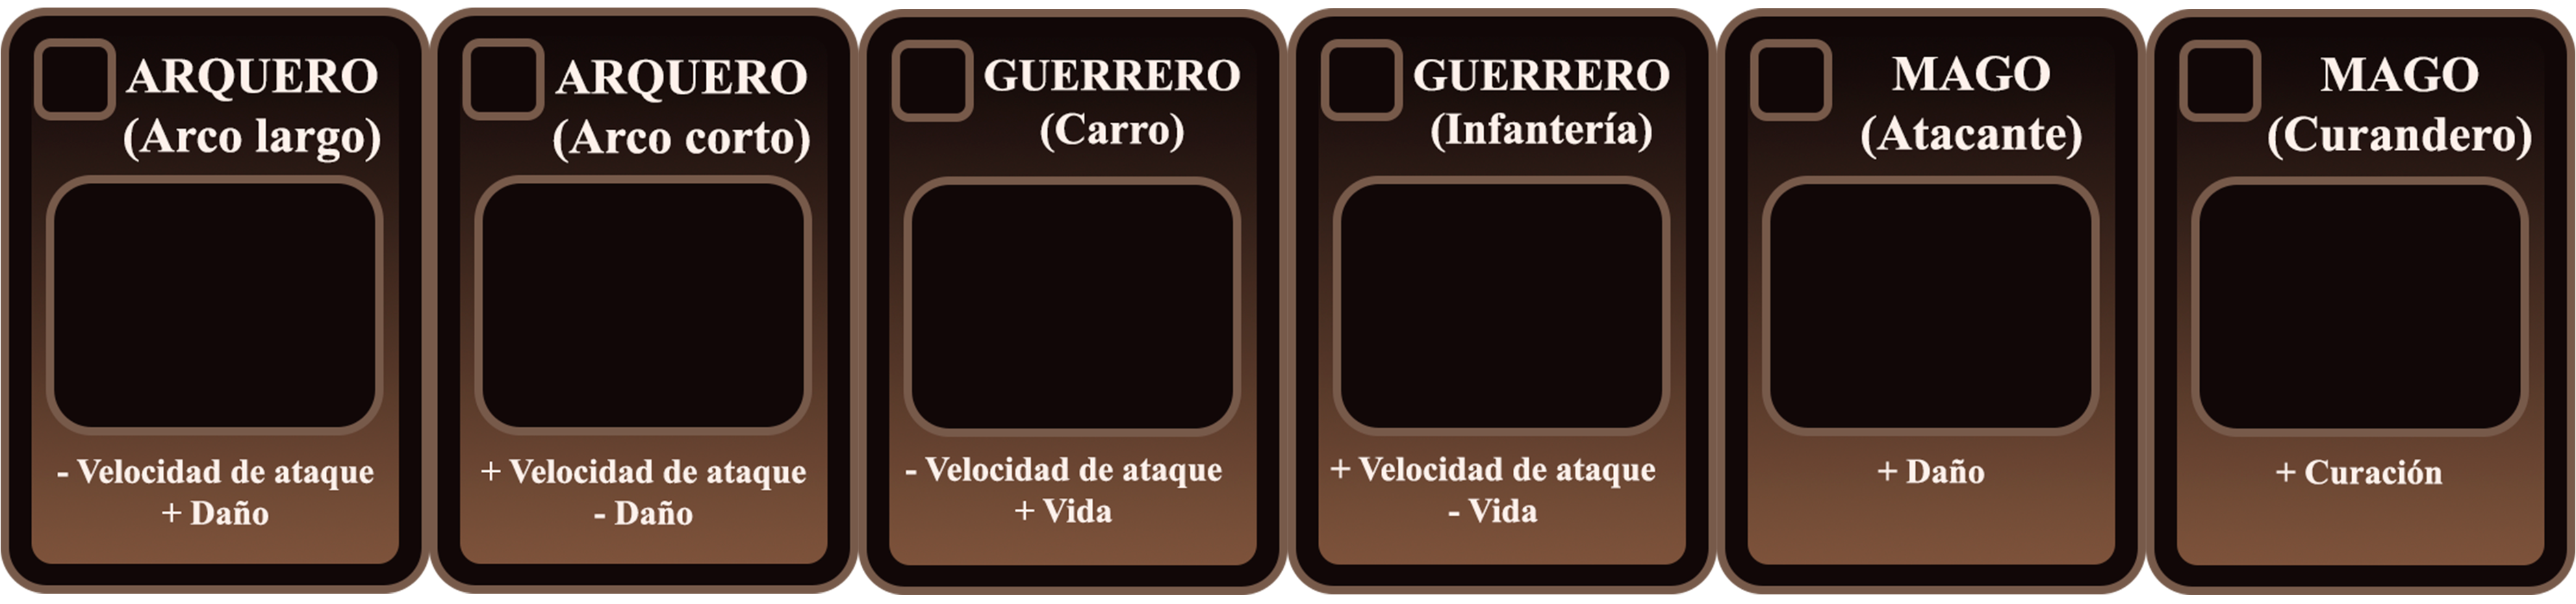 ARQUERO
(Arco largo)
- Velocidad de ataque
+ Daño
ARQUERO
(Arco corto)
+ Velocidad de ataque
- Daño
GUERRERO
(Carro)
- Velocidad de ataque
+ Vida
GUERRERO
(Infantería)
+ Velocidad de ataque
- Vida
MAGO
(Atacante)
+ Daño
MAGO
(Curandero)
+ Curación